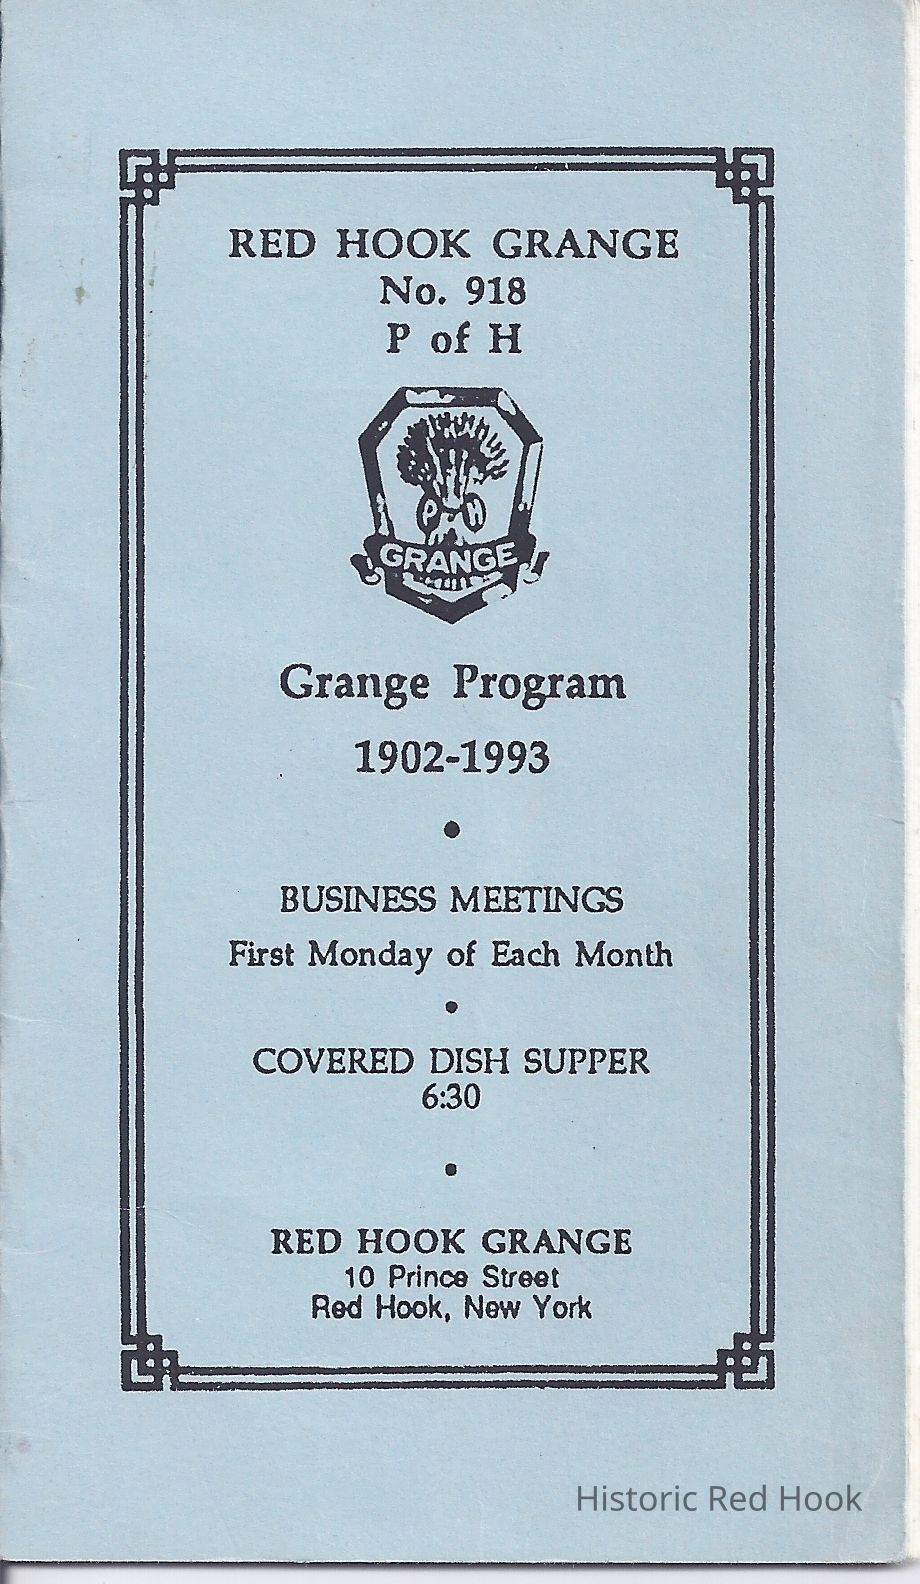 RED HOOK GRANGE
No. 918
P of H
P H
GRANGE
Grange Program
1902-1993
•
BUSINESS MEETINGS
First Monday of Each Month
•
COVERED DISH SUPPER
6:30
•
RED HOOK GRANGE
10 Prince Street
Red Hook, New York
Historic Red Hook